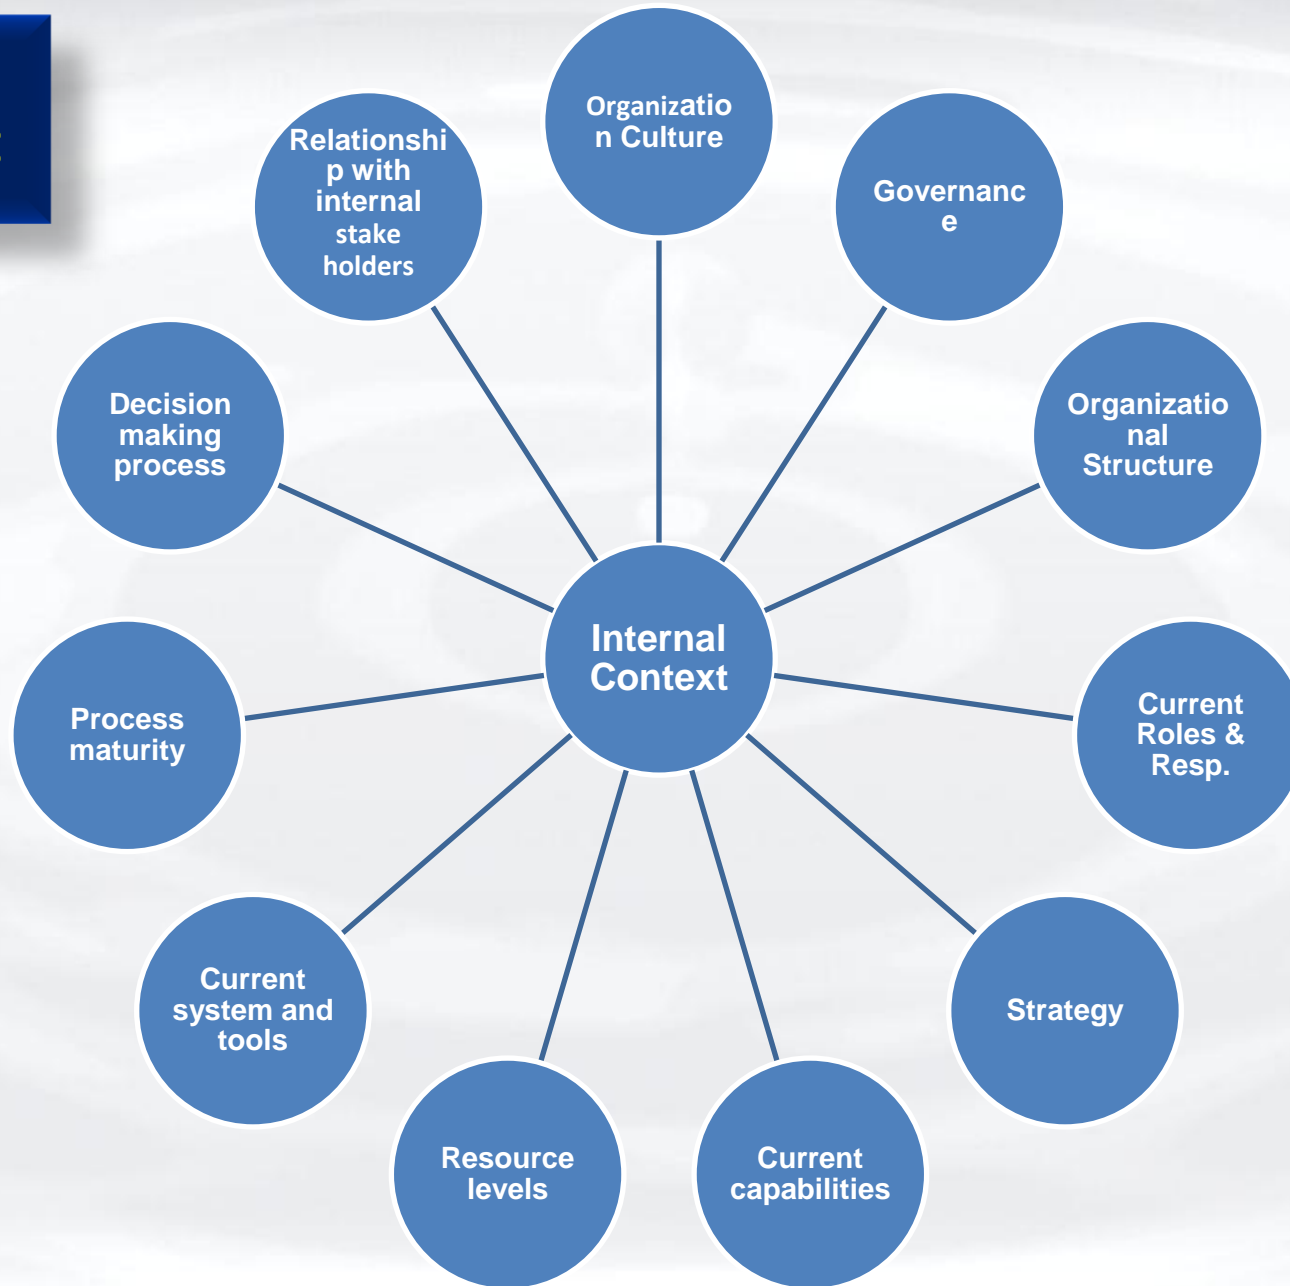 Organizatio
n Culture
Governanc
e
Organizatio
nal
Structure
Current
Roles &
Resp.
Strategy
Current
capabilities
Resource
levels
Current
system and
tools
Process
maturity
Decision
making
process
Relationshi
p with
internal
stake
holders
Internal
Context